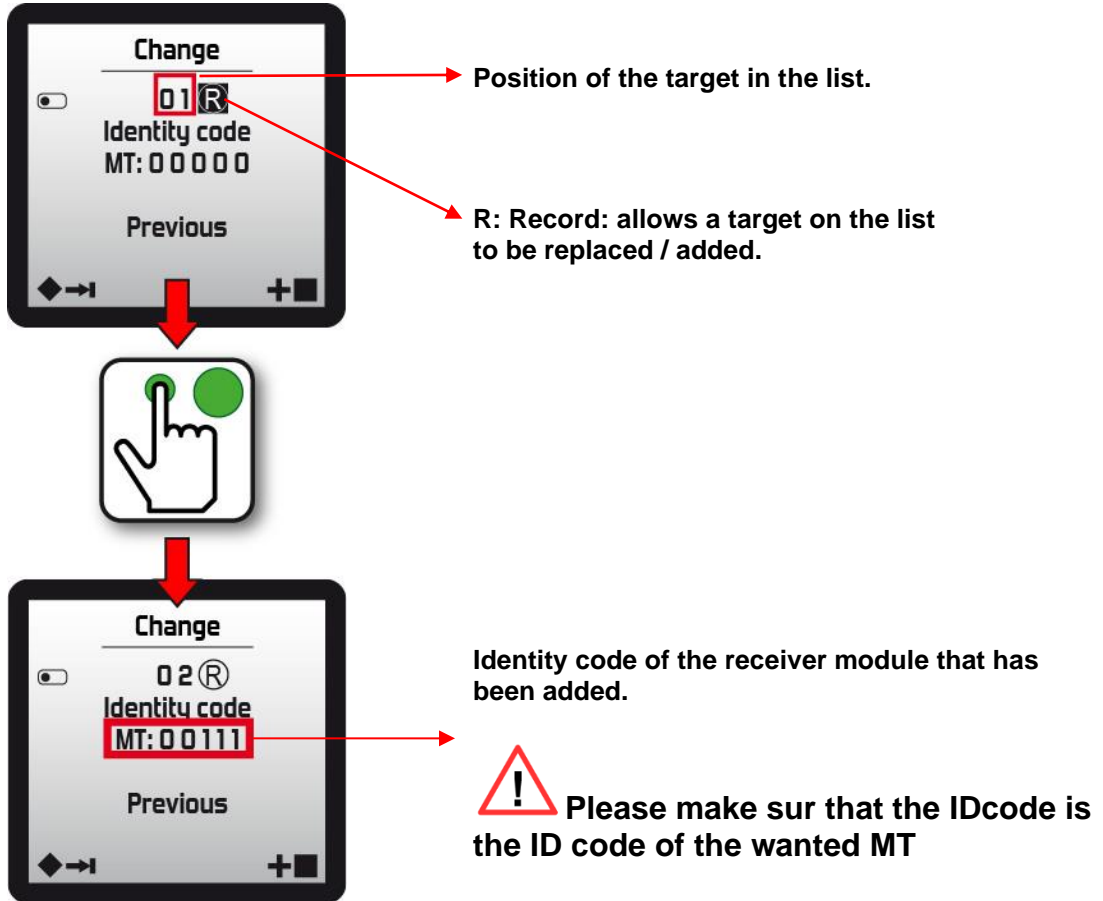 Change
01Ⓡ
Identity code
MT: 00000
Previous
Position of the target in the list.
R: Record: allows a target on the list
to be replaced / added.
Change
02Ⓡ
Identity code
MT: 00111
Previous
Identity code of the receiver module that has
been added.
! Please make sur that the IDcode is
the ID code of the wanted MT